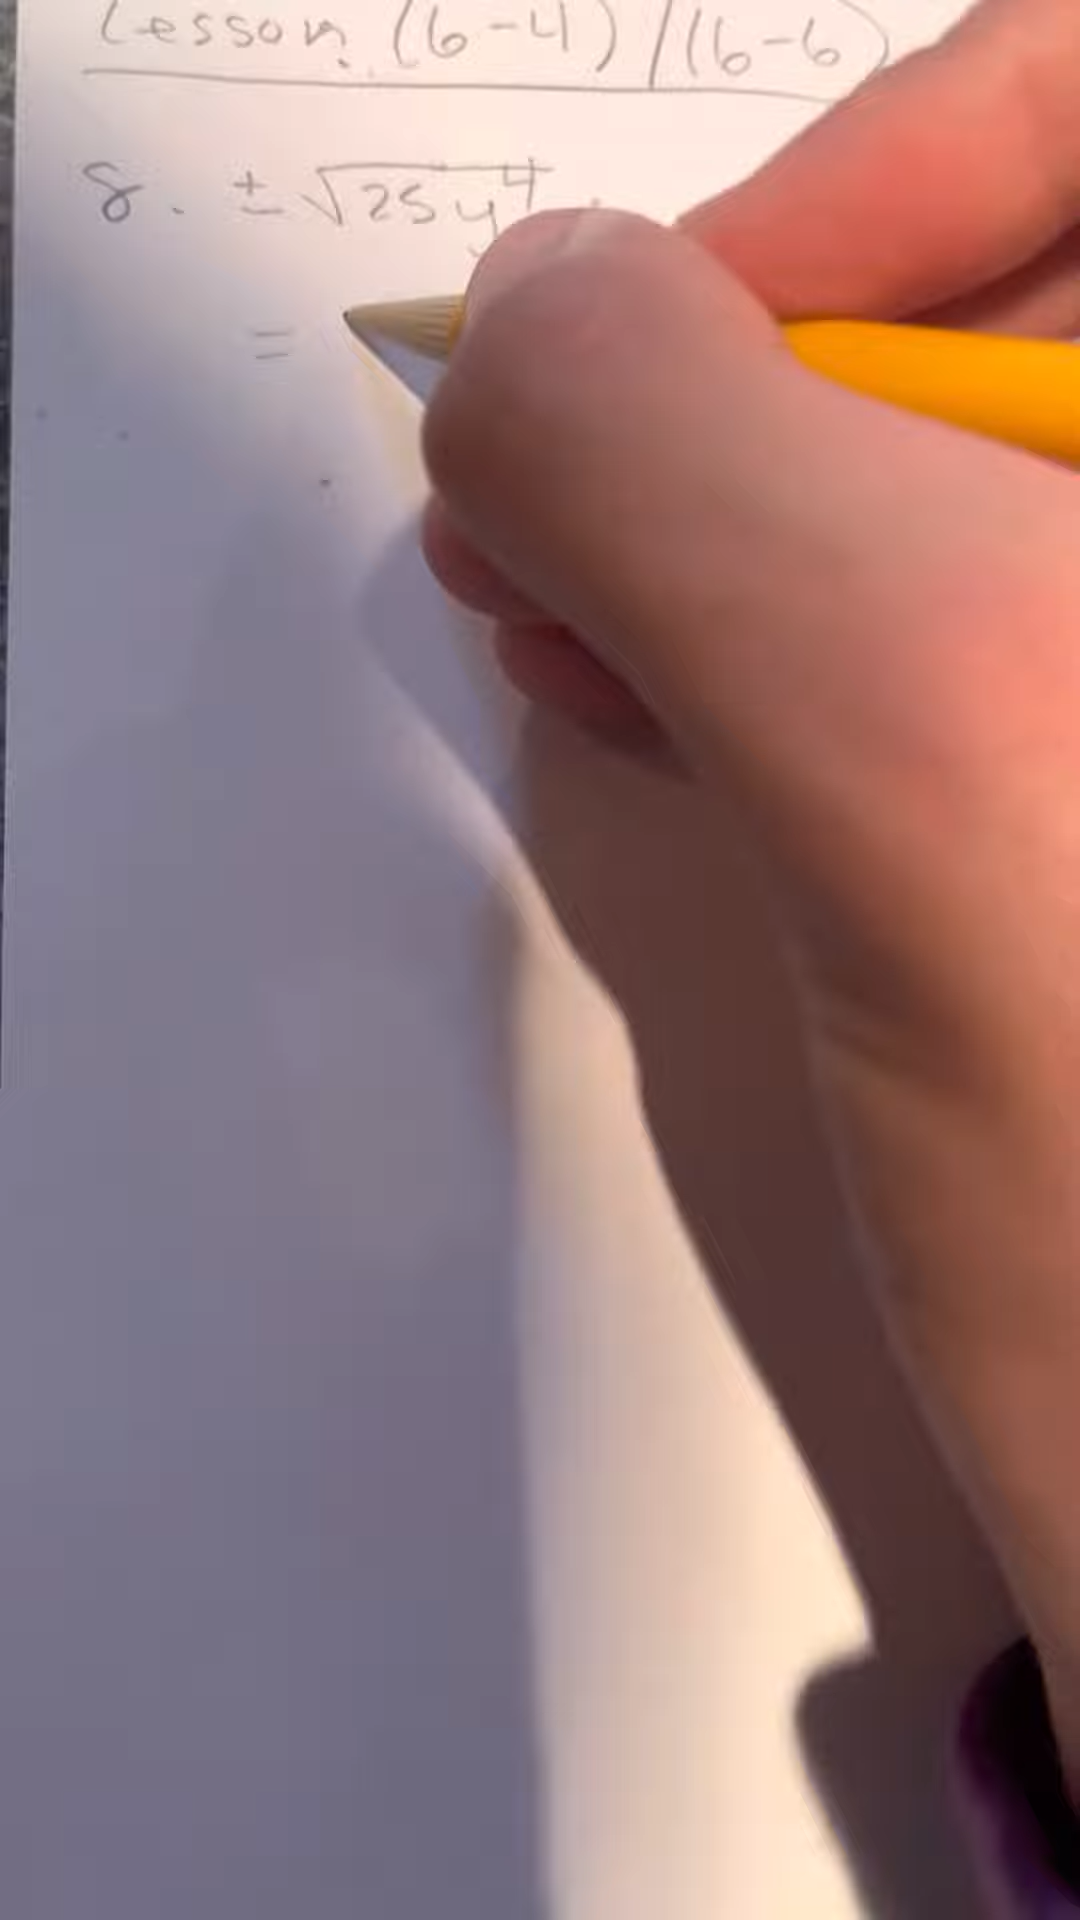 Lesson (6-4)/(6-6)
8. ± √25y⁴
=